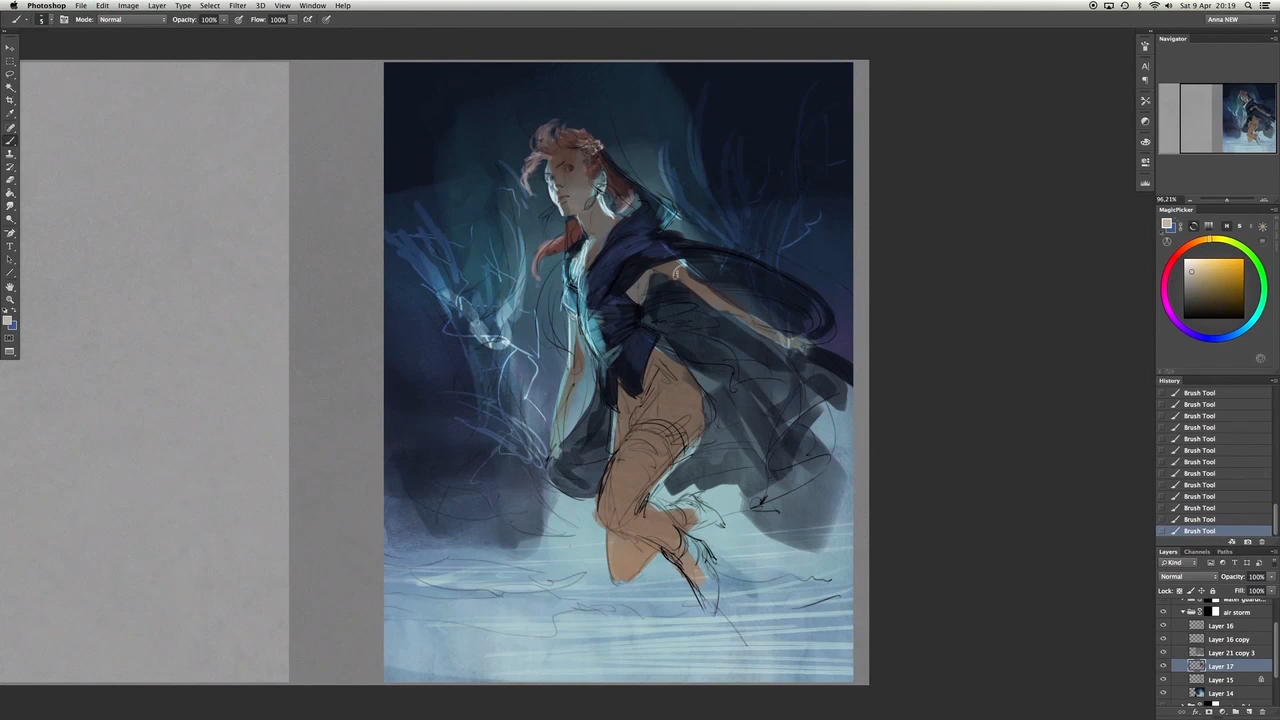 Photoshop File Edit Image Layer Type Select Filter 3D View Window Help Sat 9 Apr 20:19
5 Mode: Normal Opacity: 100% Flow: 100% Anna NEW
Navigator
96,21%
MagicPicker
H S
History
Brush Tool
Brush Tool
Brush Tool
Brush Tool
Brush Tool
Brush Tool
Brush Tool
Brush Tool
Brush Tool
Brush Tool
Brush Tool
Brush Tool
Brush Tool
Layers Channels Paths
Kind
Normal Opacity: 100%
Lock: Fill: 100%
air storm
Layer 16
Layer 16 copy
Layer 21 copy 3
Layer 17
Layer 15
Layer 14